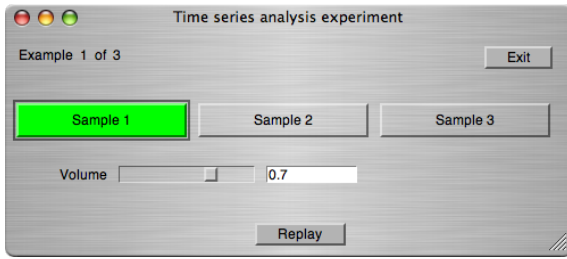 Time series analysis experiment
Example 1 of 3
Exit
Sample 1 Sample 2 Sample 3
Volume 0.7
Replay